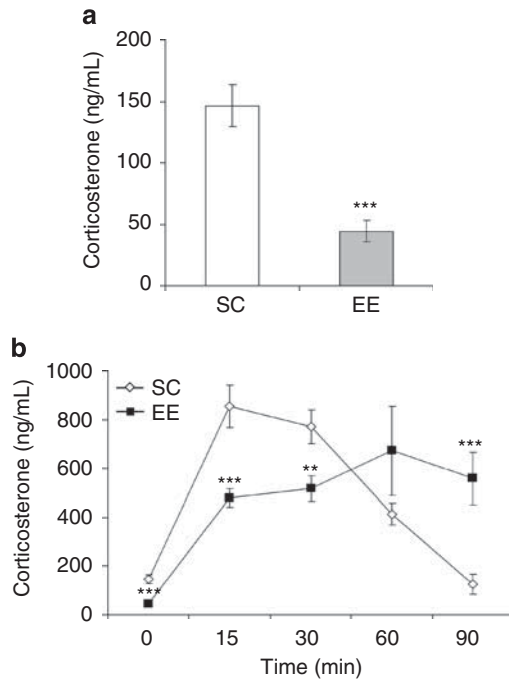 a
Corticosterone (ng/mL)
200
150
100
50
0
***
SC EE
b
Corticosterone (ng/mL)
1000
800
600
400
200
0
SC
EE
***
***
**
***
0 15 30 60 90
Time (min)